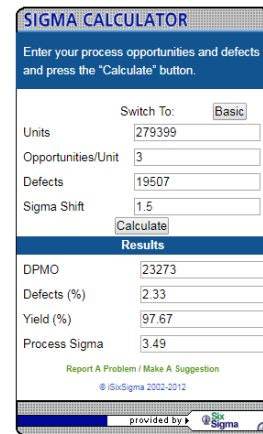 SIGMA CALCULATOR
Enter your process opportunities and defects
and press the "Calculate" button.
Switch To: Basic
Units 279399
Opportunities/Unit 3
Defects 19507
Sigma Shift 1.5
Calculate
Results
DPMO 23273
Defects (%) 2.33
Yield (%) 97.67
Process Sigma 3.49
Report A Problem / Make A Suggestion
© iSixSigma 2002-2012
provided by Six
Sigma